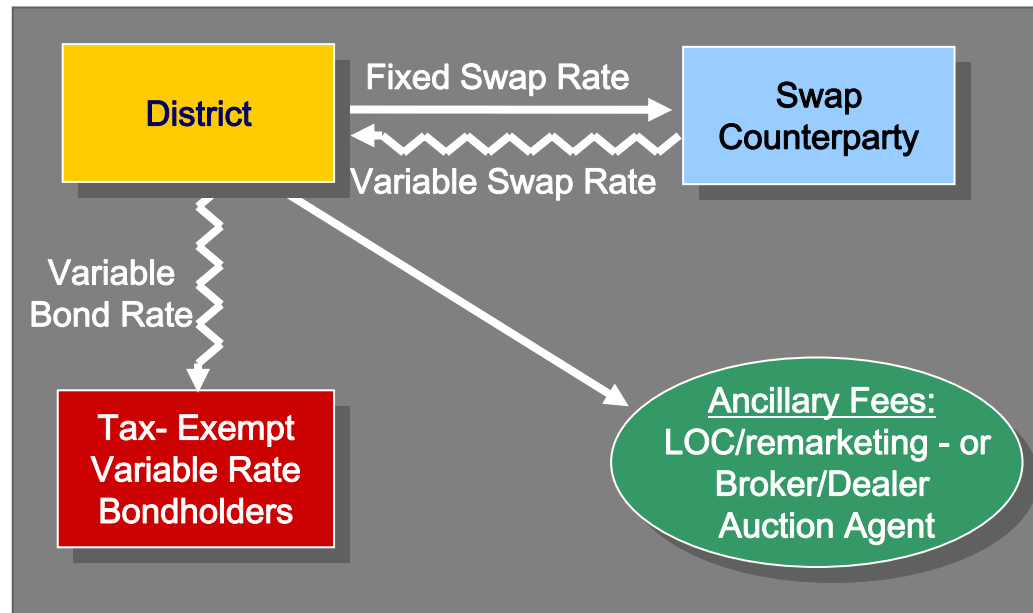 District
Fixed Swap Rate
Swap
Counterparty
Variable Swap Rate
Variable
Bond Rate
Tax- Exempt
Variable Rate
Bondholders
Ancillary Fees:
LOC/remarketing - or
Broker/Dealer
Auction Agent